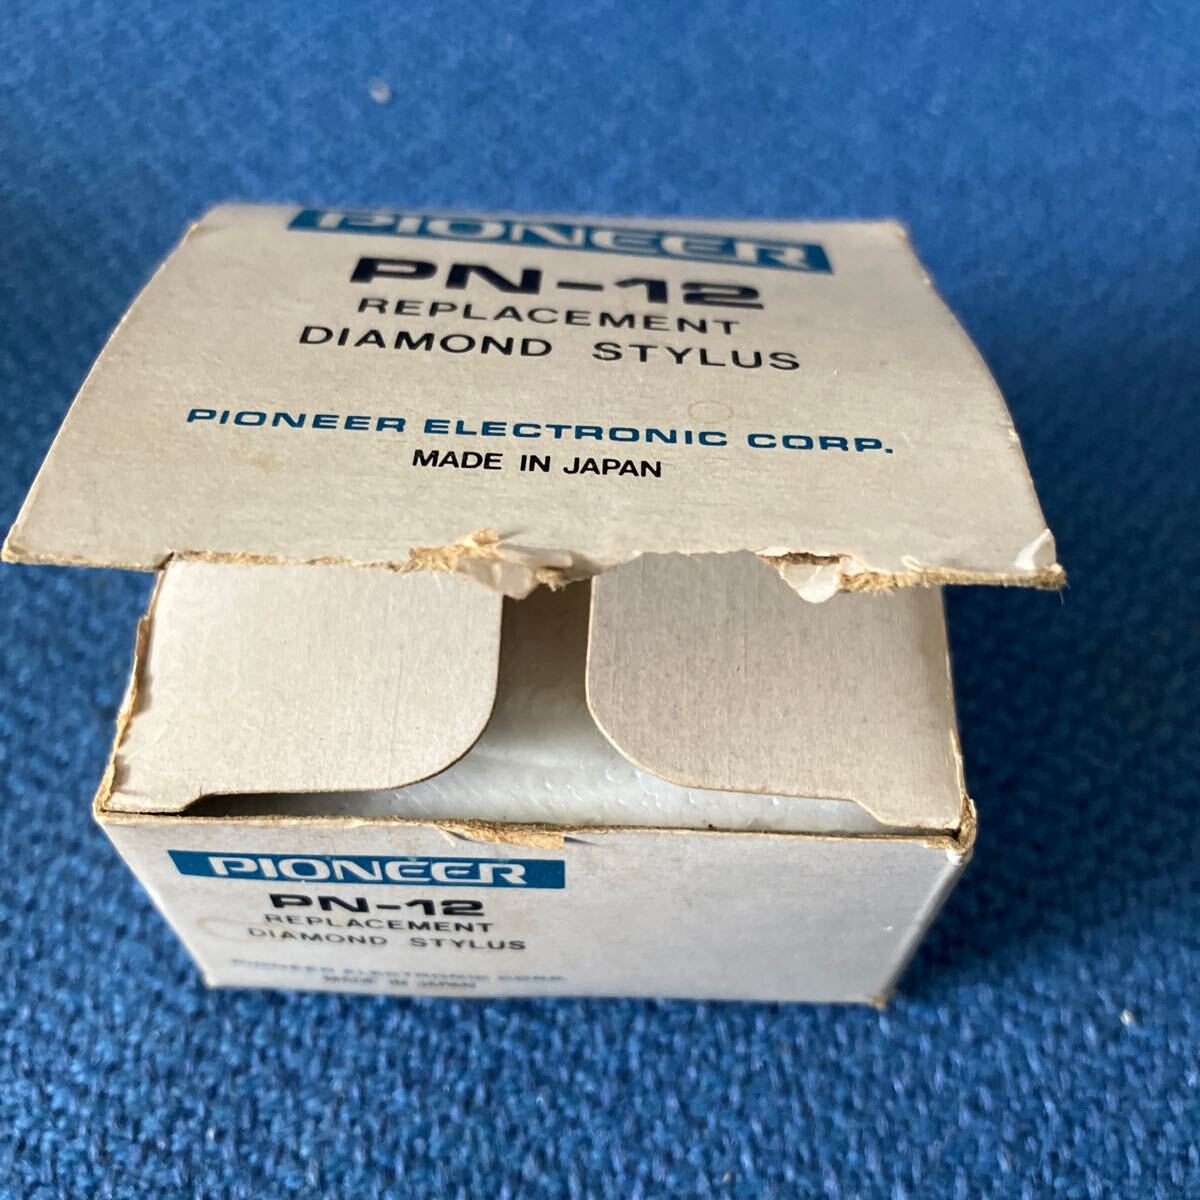 PIONEER
PN-12
REPLACEMENT
DIAMOND STYLUS
PIONEER ELECTRONIC CORP.
MADE IN JAPAN
PIONEER
PN-12
REPLACEMENT
DIAMOND STYLUS
PIONEER ELECTRONIC CORP.
MADE IN JAPAN